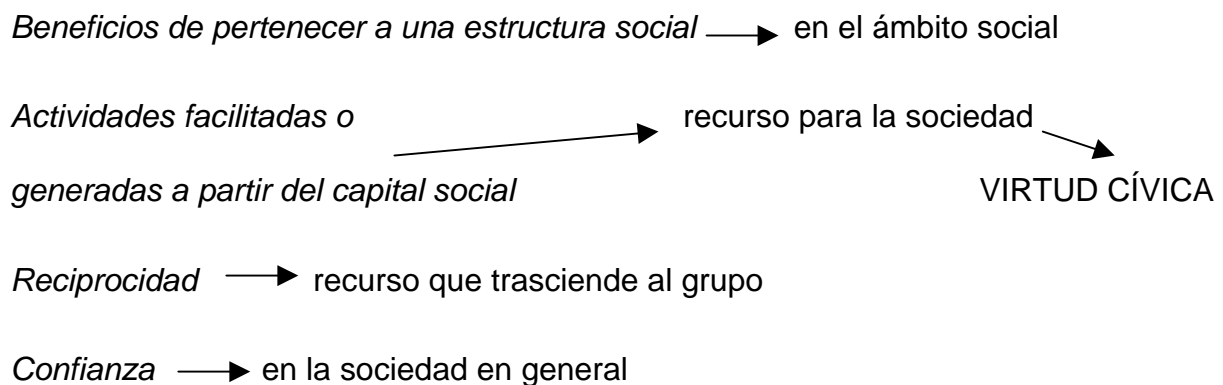 Beneficios de pertenecer a una estructura social en el ámbito social
Actividades facilitadas o recurso para la sociedad
generadas a partir del capital social VIRTUD CÍVICA
Reciprocidad recurso que trasciende al grupo
Confianza en la sociedad en general